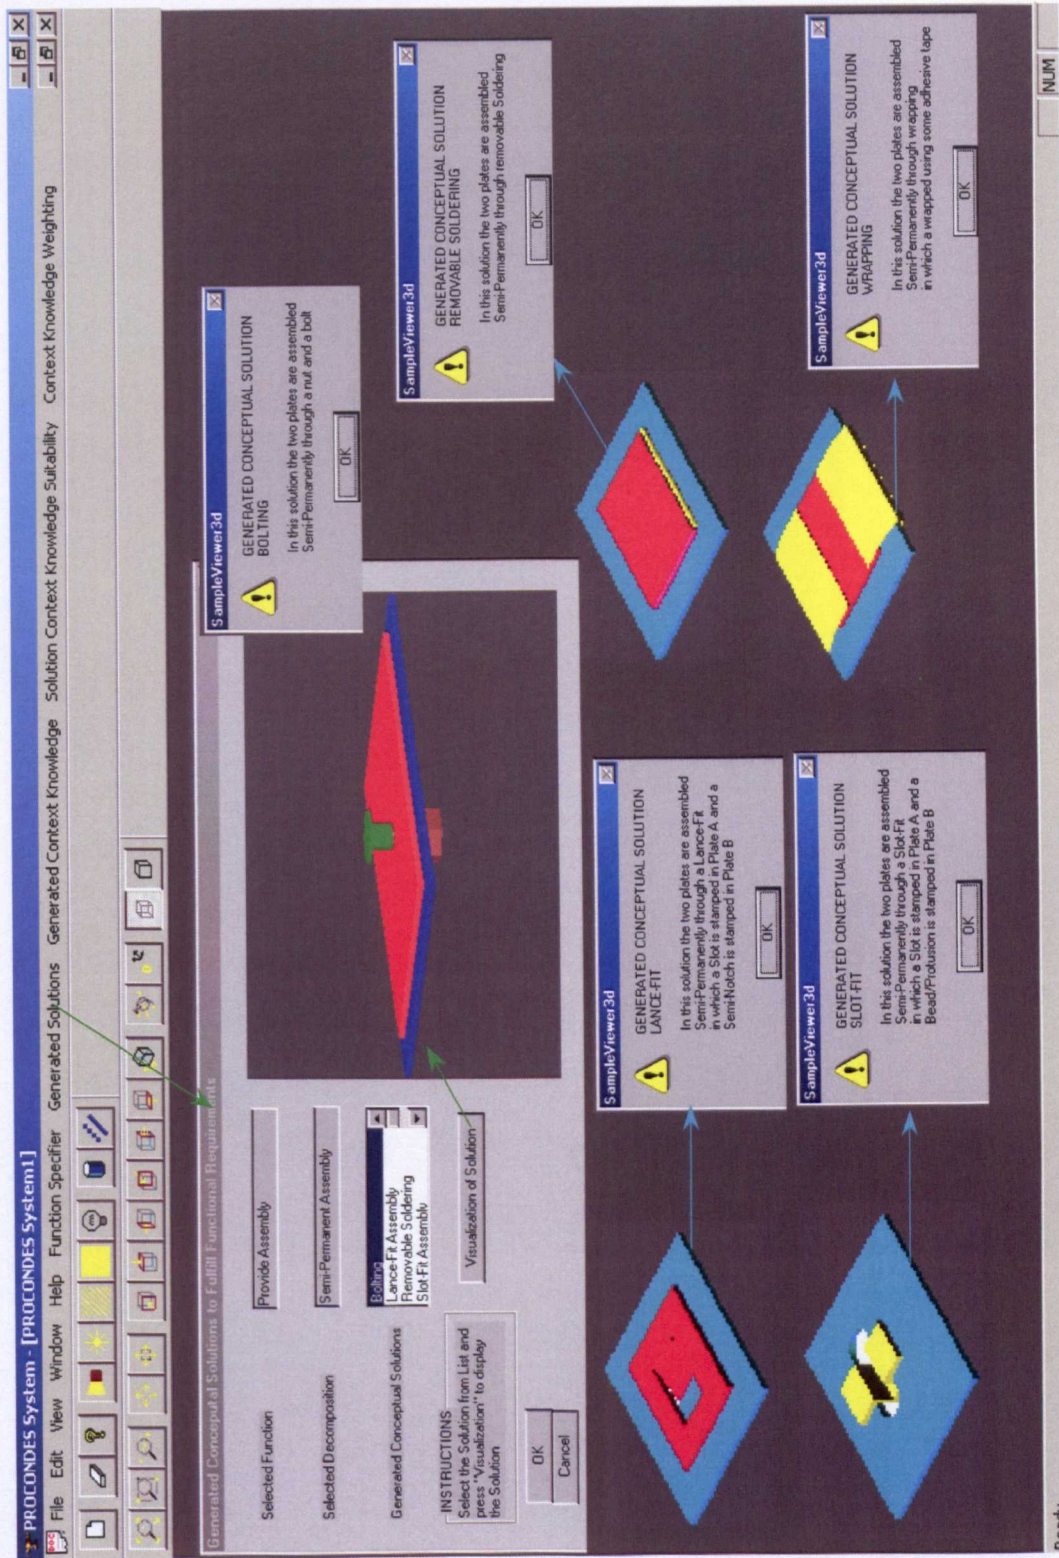 PROCONDES System - [PROCONDES System1]
File Edit View Window Help Function Specifier Generated Solutions Generated Context Knowledge Solution Context Knowledge Suitability Context Knowledge Weighting
Generated Conceptual Solutions to Fulfill Functional Requirements
Selected Function
Provide Assembly
Selected Decomposition
Semi-Permanent Assembly
Generated Conceptual Solutions
Bolting
Lance-Fit Assembly
Removable Soldering
Slot-Fit Assembly
INSTRUCTIONS
Select the Solution from List and
press "Visualization" to display
the Solution
Visualization of Solution
OK
Cancel
SampleViewer3d
GENERATED CONCEPTUAL SOLUTION
BOLTING
In this solution the two plates are assembled
Semi-Permanently through a nut and a bolt
OK
SampleViewer3d
GENERATED CONCEPTUAL SOLUTION
REMOVABLE SOLDERING
In this solution the two plates are assembled
Semi-Permanently through removable Soldering
OK
SampleViewer3d
GENERATED CONCEPTUAL SOLUTION
LANCE-FIT
In this solution the two plates are assembled
Semi-Permanently through a Lance-Fit
in which a Slot is stamped in Plate A and a
Semi-Notch is stamped in Plate B
OK
SampleViewer3d
GENERATED CONCEPTUAL SOLUTION
SLOT-FIT
In this solution the two plates are assembled
Semi-Permanently through a Slot-Fit
in which a Slot is stamped in Plate A and a
Bead/Protusion is stamped in Plate B
OK
SampleViewer3d
GENERATED CONCEPTUAL SOLUTION
WRAPPING
In this solution the two plates are assembled
Semi-Permanently through wrapping
in which a wrapped using some adhesive tape
OK
NUM